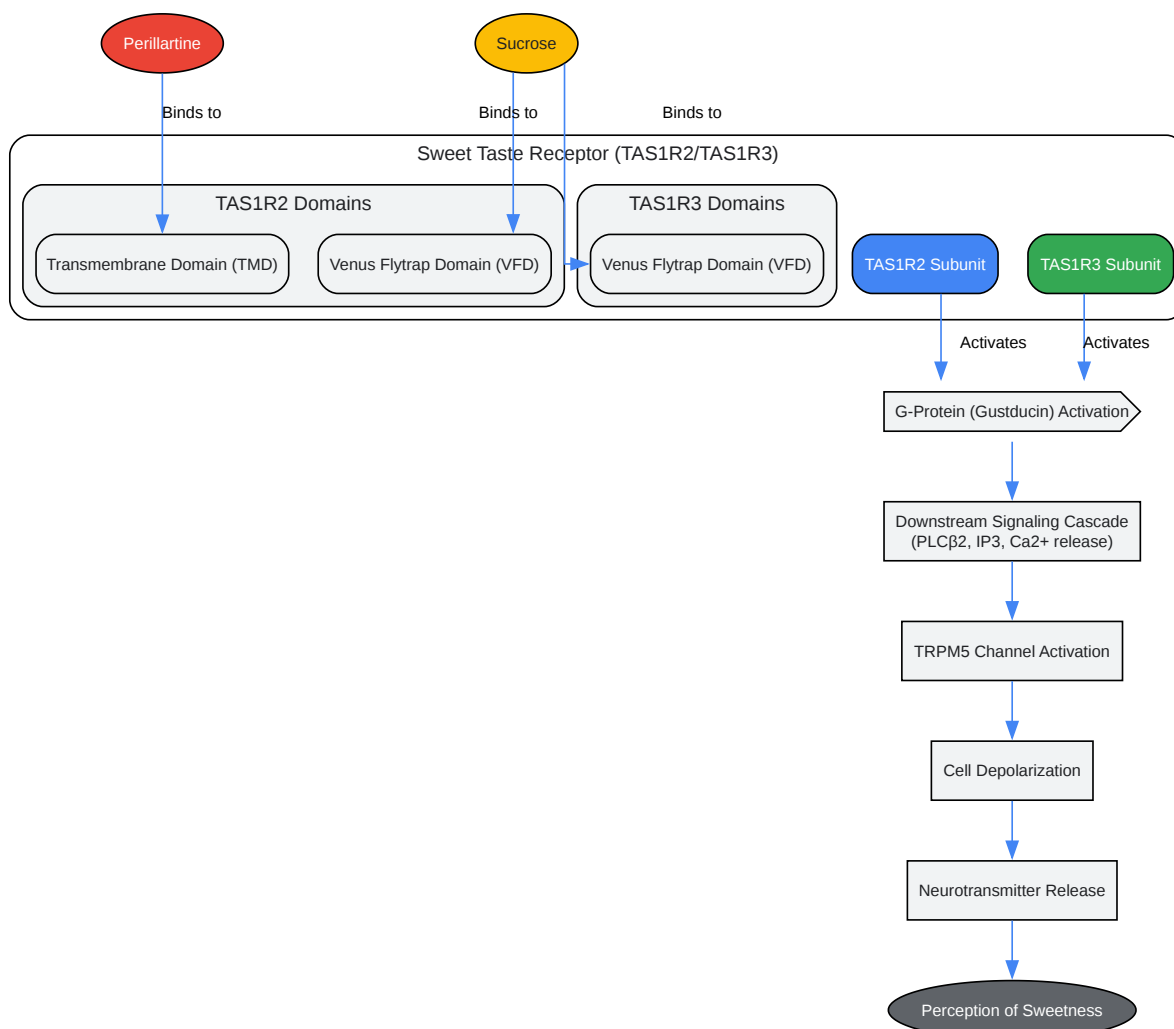 Perillartine
Sucrose
Binds to
Binds to
Binds to
Sweet Taste Receptor (TAS1R2/TAS1R3)
TAS1R2 Domains
TAS1R3 Domains
Transmembrane Domain (TMD)
Venus Flytrap Domain (VFD)
Venus Flytrap Domain (VFD)
TAS1R2 Subunit
TAS1R3 Subunit
Activates
Activates
G-Protein (Gustducin) Activation
Downstream Signaling Cascade
(PLCβ2, IP3, Ca2+ release)
TRPM5 Channel Activation
Cell Depolarization
Neurotransmitter Release
Perception of Sweetness